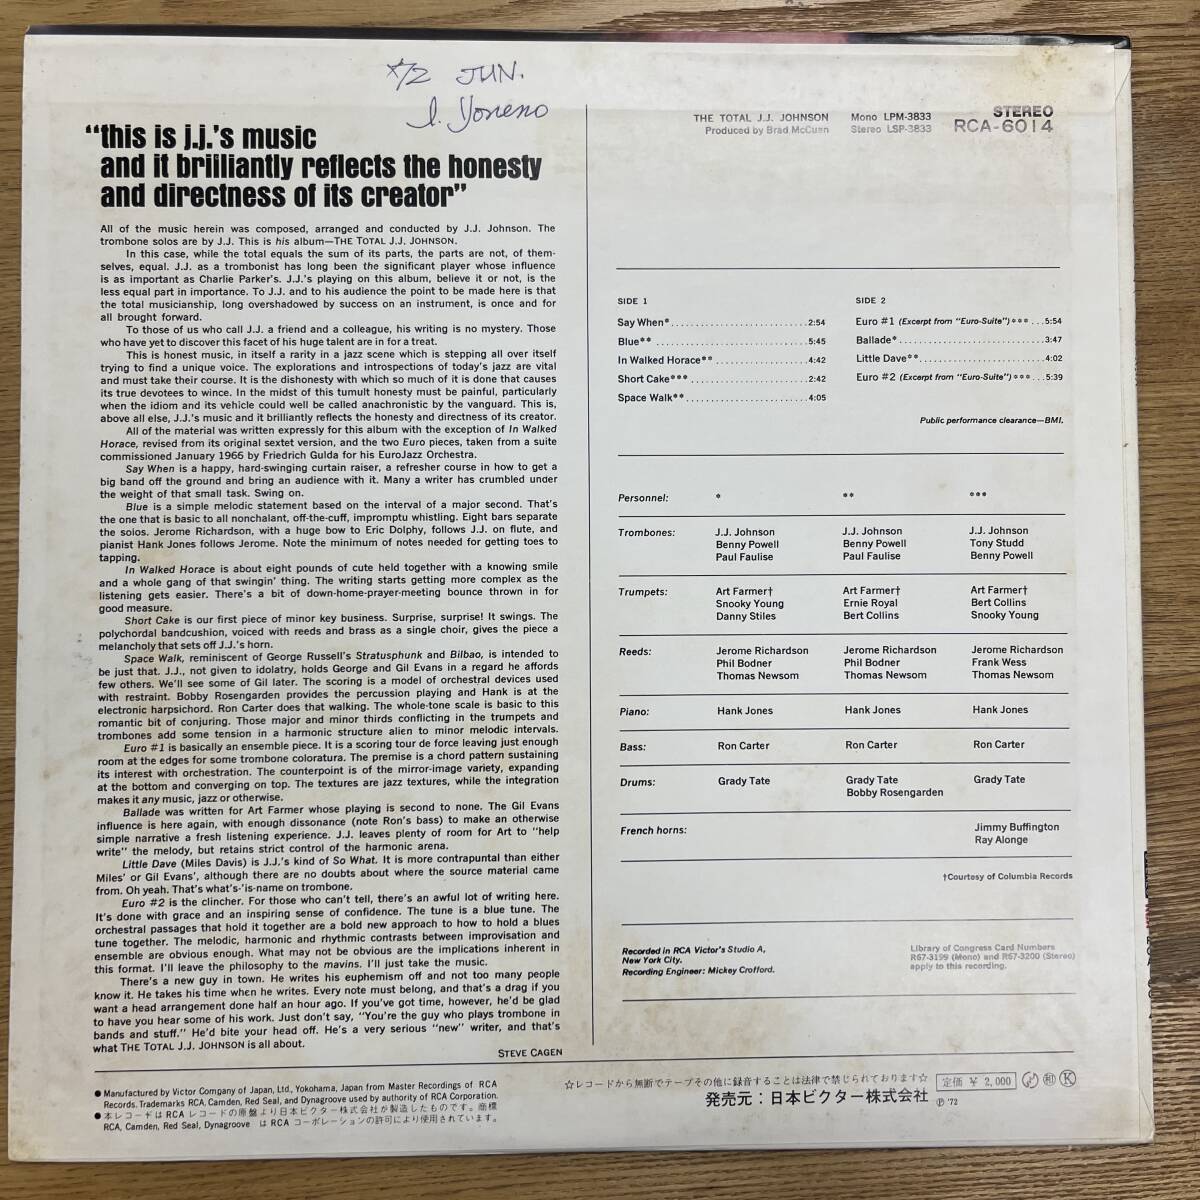 '72 JUN.
I. Yoneno
"this is j.j.'s music
and it brilliantly reflects the honesty
and directness of its creator"
All of the music herein was composed, arranged and conducted by J.J. Johnson. The
trombone solos are by J.J. This is his album—THE TOTAL J.J. JOHNSON.
In this case, while the total equals the sum of its parts, the parts are not, of them-
selves, equal. J.J. as a trombonist has long been the significant player whose influence
is as important as Charlie Parker's. J.J.'s playing on this album, believe it or not, is the
less equal part in importance. To J.J. and to his audience the point to be made here is that
the total musicianship, long overshadowed by success on an instrument, is once and for
all brought forward.
To those of us who call J.J. a friend and a colleague, his writing is no mystery. Those
who have yet to discover this facet of his huge talent are in for a treat.
This is honest music, in itself a rarity in a jazz scene which is stepping all over itself
trying to find a unique voice. The explorations and introspections of today's jazz are vital
and must take their course. It is the dishonesty with which so much of it is done that causes
its true devotees to wince. In the midst of this tumult honesty must be painful, particularly
when the idiom and its vehicle could well be called anachronistic by the vanguard. This is,
above all else, J.J.'s music and it brilliantly reflects the honesty and directness of its creator.
All of the material was written expressly for this album with the exception of In Walked
Horace, revised from its original sextet version, and the two Euro pieces, taken from a suite
commissioned January 1966 by Friedrich Gulda for his EuroJazz Orchestra.
Say When is a happy, hard-swinging curtain raiser, a refresher course in how to get a
big band off the ground and bring an audience with it. Many a writer has crumbled under
the weight of that small task. Swing on.
Blue is a simple melodic statement based on the interval of a major second. That's
the one that is basic to all nonchalant, off-the-cuff, impromptu whistling. Eight bars separate
the solos. Jerome Richardson, with a huge bow to Eric Dolphy, follows J.J. on flute, and
pianist Hank Jones follows Jerome. Note the minimum of notes needed for getting toes to
tapping.
In Walked Horace is about eight pounds of cute held together with a knowing smile
and a whole gang of that swingin' thing. The writing starts getting more complex as the
listening gets easier. There's a bit of down-home-prayer-meeting bounce thrown in for
good measure.
Short Cake is our first piece of minor key business. Surprise, surprise! It swings. The
polychordal bandcushion, voiced with reeds and brass as a single choir, gives the piece a
melancholy that sets off J.J.'s horn.
Space Walk, reminiscent of George Russell's Stratusphunk and Bilbao, is intended to
be just that. J.J., not given to idolatry, holds George and Gil Evans in a regard he affords
few others. We'll see some of Gil later. The scoring is a model of orchestral devices used
with restraint. Bobby Rosengarden provides the percussion playing and Hank is at the
electronic harpsichord. Ron Carter does that walking. The whole-tone scale is basic to this
romantic bit of conjuring. Those major and minor thirds conflicting in the trumpets and
trombones add some tension in a harmonic structure alien to minor melodic intervals.
Euro #1 is basically an ensemble piece. It is a scoring tour de force leaving just enough
room at the edges for some trombone coloratura. The premise is a chord pattern sustaining
its interest with orchestration. The counterpoint is of the mirror-image variety, expanding
at the bottom and converging on top. The textures are jazz textures, while the integration
makes it any music, jazz or otherwise.
Ballade was written for Art Farmer whose playing is second to none. The Gil Evans
influence is here again, with enough dissonance (note Ron's bass) to make an otherwise
simple narrative a fresh listening experience. J.J. leaves plenty of room for Art to "help
write" the melody, but retains strict control of the harmonic arena.
Little Dave (Miles Davis) is J.J.'s kind of So What. It is more contrapuntal than either
Miles' or Gil Evans', although there are no doubts about where the source material came
from. Oh yeah. That's what's-'is-name on trombone.
Euro #2 is the clincher. For those who can't tell, there's an awful lot of writing here.
It's done with grace and an inspiring sense of confidence. The tune is a blue tune. The
orchestral passages that hold it together are a bold new approach to how to hold a blues
tune together. The melodic, harmonic and rhythmic contrasts between improvisation and
ensemble are obvious enough. What may not be obvious are the implications inherent in
this format. I'll leave the philosophy to the mavins. I'll just take the music.
There's a new guy in town. He writes his euphemism off and not too many people
know it. He takes his time when he writes. Every note must belong, and that's a drag if you
want a head arrangement done half an hour ago. If you've got time, however, he'd be glad
to have you hear some of his work. Just don't say, "You're the guy who plays trombone in
bands and stuff." He'd bite your head off. He's a very serious "new" writer, and that's
what THE TOTAL J.J. JOHNSON is all about.
STEVE CAGEN
THE TOTAL J.J. JOHNSON Mono LPM-3833
Produced by Brad McCuen Stereo LSP-3833
STEREO
RCA-6014
SIDE 1
Say When*..........2:54
Blue**..........5:45
In Walked Horace**..........4:42
Short Cake***..........2:42
Space Walk**..........4:05
SIDE 2
Euro #1 (Excerpt from "Euro-Suite")***...5:54
Ballade*..........3:47
Little Dave**..........4:02
Euro #2 (Excerpt from "Euro-Suite")***...5:39
Public performance clearance—BMI.
Personnel: * ** ***
Trombones: J.J. Johnson J.J. Johnson J.J. Johnson
Benny Powell Benny Powell Tony Studd
Paul Faulise Paul Faulise Benny Powell
Trumpets: Art Farmer† Art Farmer† Art Farmer†
Snooky Young Ernie Royal Bert Collins
Danny Stiles Bert Collins Snooky Young
Reeds: Jerome Richardson Jerome Richardson Jerome Richardson
Phil Bodner Phil Bodner Frank Wess
Thomas Newsom Thomas Newsom Thomas Newsom
Piano: Hank Jones Hank Jones Hank Jones
Bass: Ron Carter Ron Carter Ron Carter
Drums: Grady Tate Grady Tate Grady Tate
Bobby Rosengarden
French horns: Jimmy Buffington
Ray Alonge
†Courtesy of Columbia Records
Recorded in RCA Victor's Studio A,
New York City.
Recording Engineer: Mickey Crofford.
Library of Congress Card Numbers
R67-3199 (Mono) and R67-3200 (Stereo)
apply to this recording.
● Manufactured by Victor Company of Japan, Ltd., Yokohama, Japan from Master Recordings of RCA
Records. Trademarks RCA, Camden, Red Seal, and Dynagroove used by authority of RCA Corporation.
● 本レコードは RCA レコードの原盤より日本ビクター株式会社が製造したものです。商標
RCA, Camden, Red Seal, Dynagroove は RCA コーポレーションの許可により使用されています。
☆レコードから無断でテープその他に録音することは法律で禁じられております☆ 定価 ¥ 2,000 和 K
発売元：日本ビクター株式会社 ℗ '72